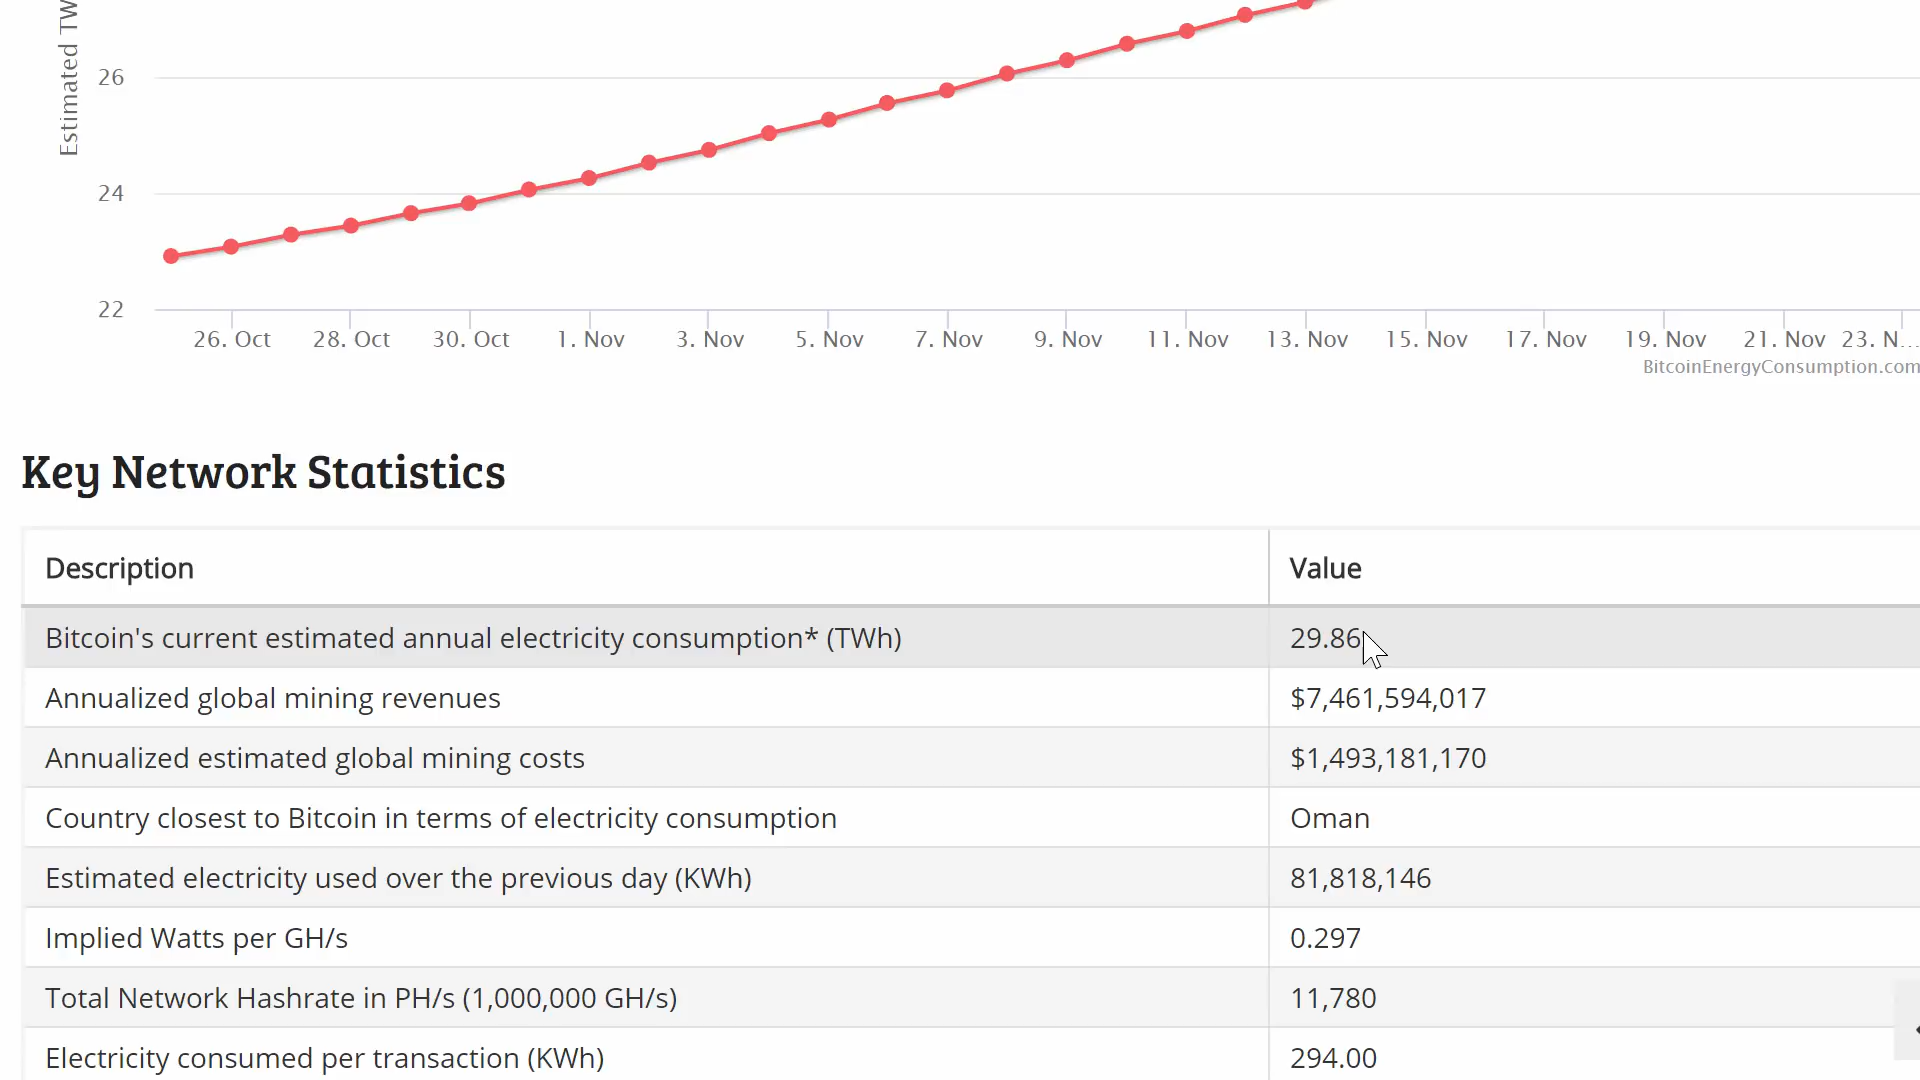 Estimated TW
26
24
22
26. Oct 28. Oct 30. Oct 1. Nov 3. Nov 5. Nov 7. Nov 9. Nov 11. Nov 13. Nov 15. Nov 17. Nov 19. Nov 21. Nov 23. N...
BitcoinEnergyConsumption.com
Key Network Statistics
Description Value
Bitcoin's current estimated annual electricity consumption* (TWh) 29.86
Annualized global mining revenues $7,461,594,017
Annualized estimated global mining costs $1,493,181,170
Country closest to Bitcoin in terms of electricity consumption Oman
Estimated electricity used over the previous day (KWh) 81,818,146
Implied Watts per GH/s 0.297
Total Network Hashrate in PH/s (1,000,000 GH/s) 11,780
Electricity consumed per transaction (KWh) 294.00